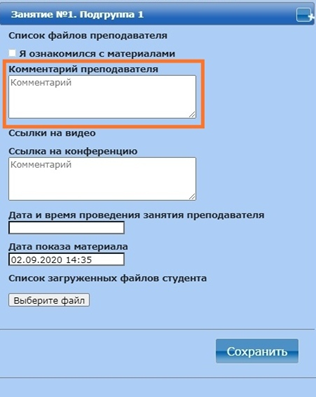 Занятие №1. Подгруппа 1
Список файлов преподавателя
Я ознакомился с материалами
Комментарий преподавателя
Комментарий
Ссылки на видео
Ссылка на конференцию
Комментарий
Дата и время проведения занятия преподавателя
Дата показа материала
02.09.2020 14:35
Список загруженных файлов студента
Выберите файл
Сохранить